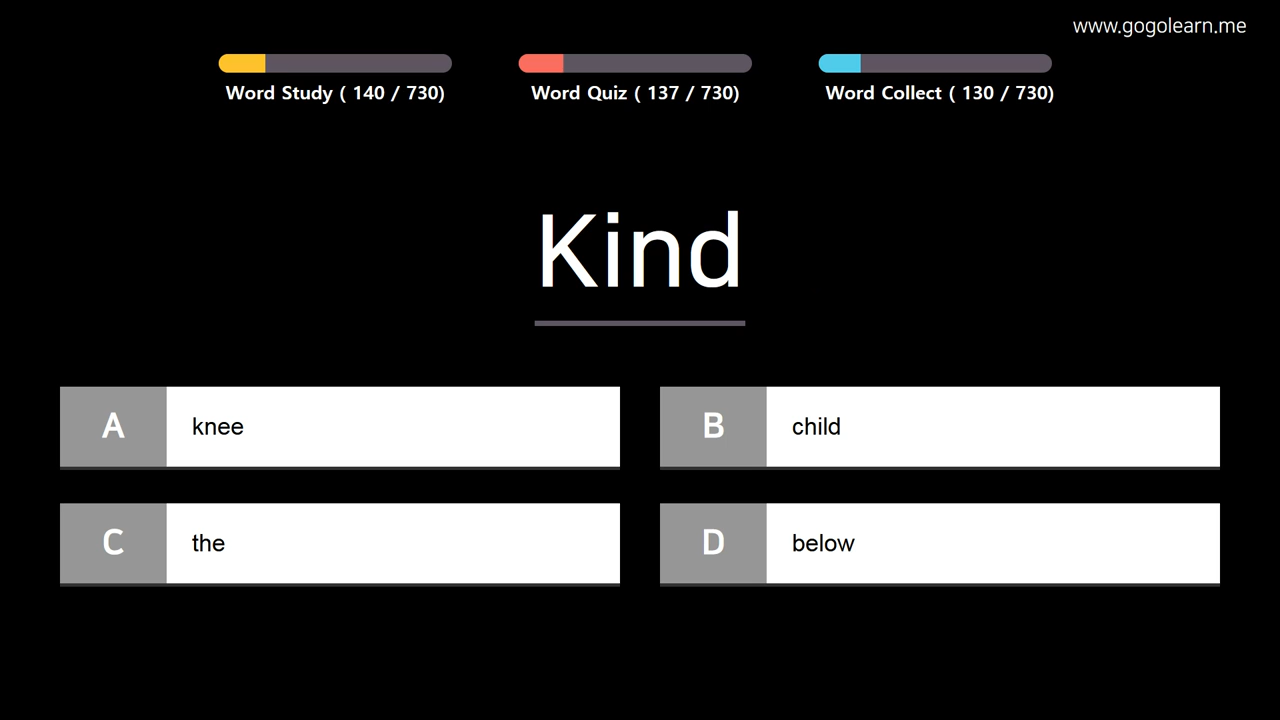 www.gogolearn.me
Word Study ( 140 / 730)
Word Quiz ( 137 / 730)
Word Collect ( 130 / 730)
Kind
A knee
B child
C the
D below